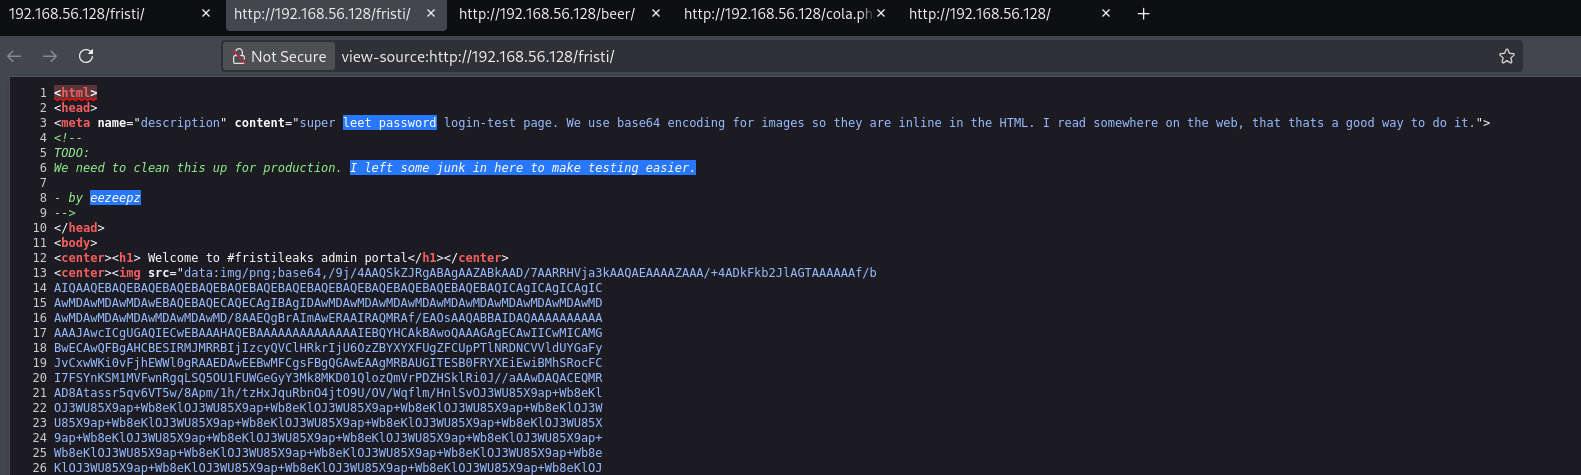 192.168.56.128/fristi/ × http://192.168.56.128/fristi/ × http://192.168.56.128/beer/ × http://192.168.56.128/cola.ph × http://192.168.56.128/ × +
Not Secure view-source:http://192.168.56.128/fristi/
1 <html>
2 <head>
3 <meta name="description" content="super leet password login-test page. We use base64 encoding for images so they are inline in the HTML. I read somewhere on the web, that thats a good way to do it.">
4 <!--
5 TODO:
6 We need to clean this up for production. I left some junk in here to make testing easier.
7
8 - by eezeepz
9 -->
10 </head>
11 <body>
12 <center><h1> Welcome to #fristileaks admin portal</h1></center>
13 <center><img src="data:img/png;base64,/9j/4AAQSkZJRgABAgAAZABkAAD/7AARRHVja3kAAQAEAAAAZAAA/+4ADkFkb2JlAGTAAAAAAf/b
14 AIQAAQEBAQEBAQEBAQEBAQEBAQEBAQEBAQEBAQEBAQEBAQEBAQEBAQEBAQEBAQICAgICAgICAgIC
15 AwMDAwMDAwMDAwEBAQEBAQECAQECAgIBAgIDAwMDAwMDAwMDAwMDAwMDAwMDAwMDAwMDAwMDAwMD
16 AwMDAwMDAwMDAwMDAwMD/8AAEQgBrAImAwERAAIRAQMRAf/EAOsAAQABBAIDAQAAAAAAAAAAAAAA
17 AAAJAwcICgUGAQIECwEBAAAHAQEBAAAAAAAAAAAAAAIEBQYHCAkBAwoQAAAGAgECAwIICwMICAMG
18 BwECAwQFBgAHCBESIRMJMRRBIjIzcyQVClHRkrIjU6OzZBYXYXFUgZFCUpPTlNRDNCVVldUYGaFy
19 JvCxwWKi0vFjhEWWl0gRAAEDAwEEBwMFCgsFBgQGAwEAAgMRBAUGITESB0FRYXEiEwiBMhSRocFC
20 I7FSYnKSM1MVFwnRgqLSQ5OU1FUWGeGyY3Mk8MKD01QlozQmVrPDZHSklRi0J//aAAwDAQACEQMR
21 AD8Atassr5qv6VT5w/8Apm/1h/tzHxJquRbnO4jtO9U/OV/Wqflm/HnlSvOJ3WU85X9ap+Wb8eKl
22 OJ3WU85X9ap+Wb8eKlOJ3WU85X9ap+Wb8eKlOJ3WU85X9ap+Wb8eKlOJ3WU85X9ap+Wb8eKlOJ3W
23 U85X9ap+Wb8eKlOJ3WU85X9ap+Wb8eKlOJ3WU85X9ap+Wb8eKlOJ3WU85X9ap+Wb8eKlOJ3WU85X
24 9ap+Wb8eKlOJ3WU85X9ap+Wb8eKlOJ3WU85X9ap+Wb8eKlOJ3WU85X9ap+Wb8eKlOJ3WU85X9ap+
25 Wb8eKlOJ3WU85X9ap+Wb8eKlOJ3WU85X9ap+Wb8eKlOJ3WU85X9ap+Wb8eKlOJ3WU85X9ap+Wb8e
26 KlOJ3WU85X9ap+Wb8eKlOJ3WU85X9ap+Wb8eKlOJ3WU85X9ap+Wb8eKlOJ3WU85X9ap+Wb8eKlOJ